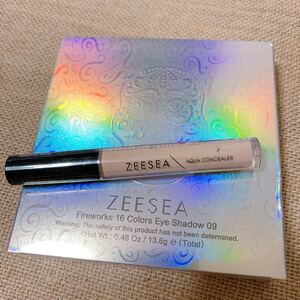 ZEESEA
AQUA CONCEALER
ZEESEA
Fireworks 16 Colors Eye Shadow 09
Warning: The safety of this product has not been determined.
Net Wt.: 0.48 Oz / 13.6g e (Total)